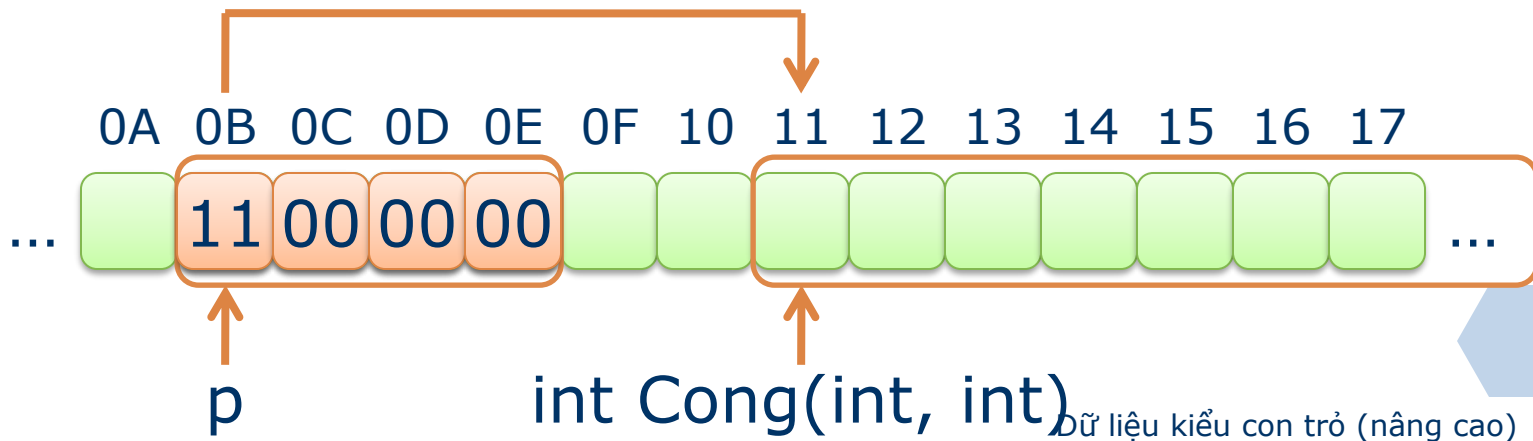 0A 0B 0C 0D 0E 0F 10 11 12 13 14 15 16 17
... 11 00 00 00 ...
p int Cong(int, int)
Dữ liệu kiểu con trỏ (nâng cao)